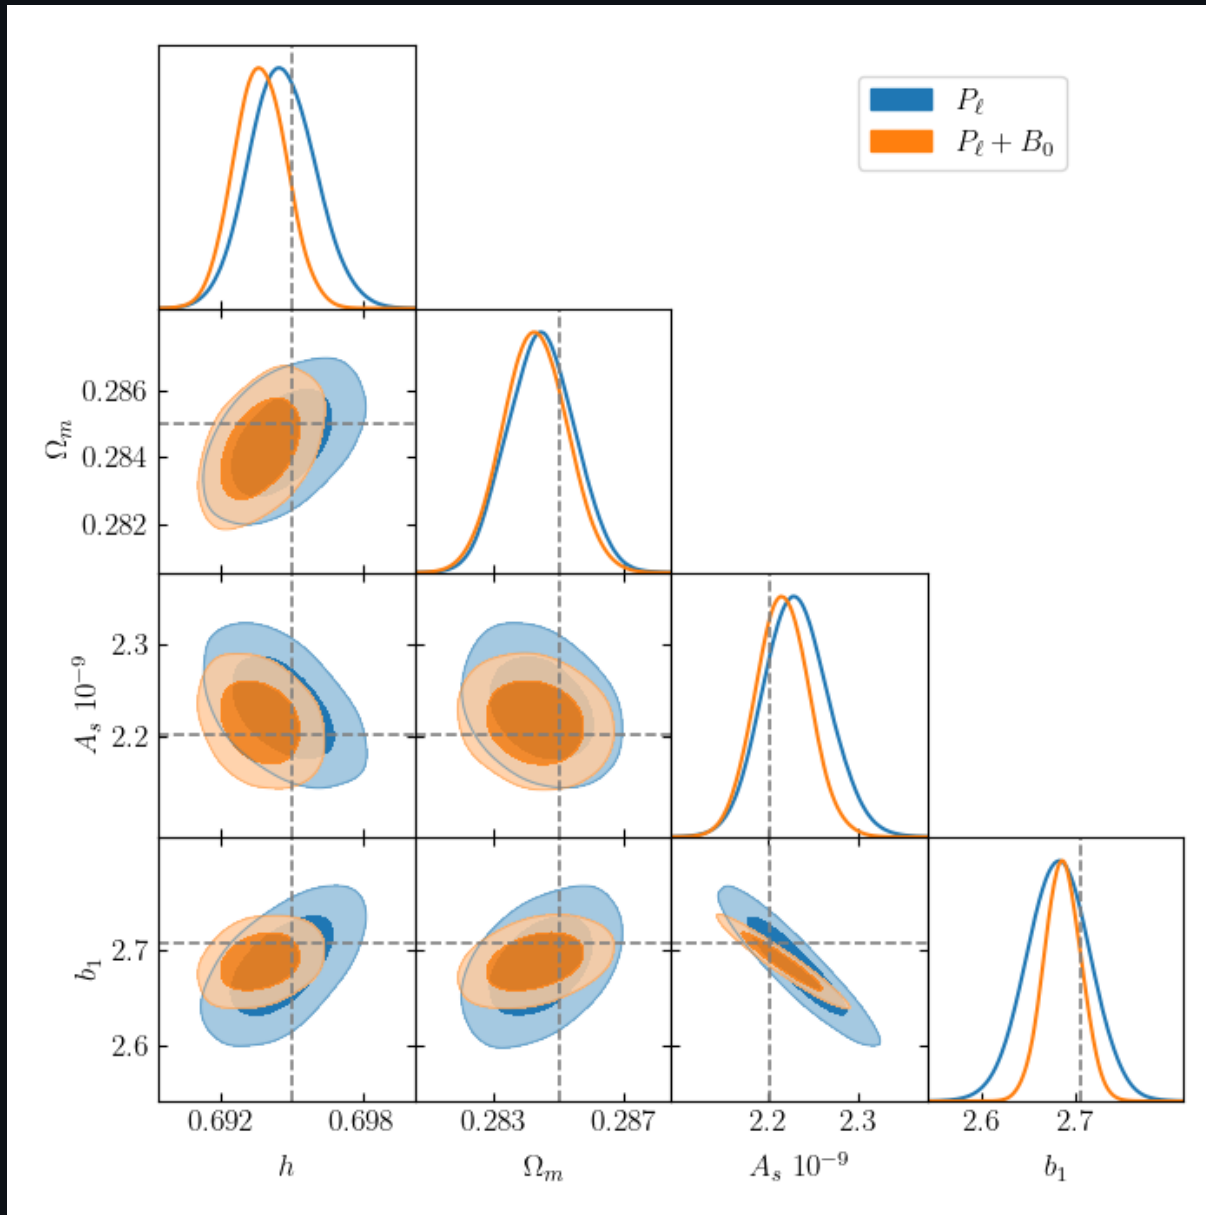 P_ℓ
P_ℓ + B_0
0.286
0.284
0.282
Ω_m
2.3
2.2
A_s 10^{-9}
2.7
2.6
b_1
0.692 0.698 0.283 0.287 2.2 2.3 2.6 2.7
h Ω_m A_s 10^{-9} b_1